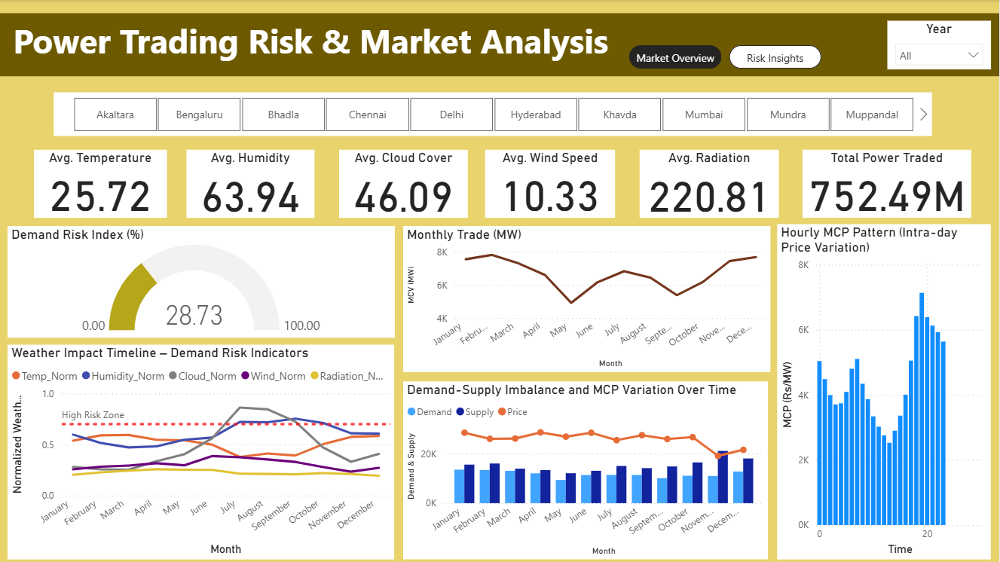 Power Trading Risk & Market Analysis
Market Overview
Risk Insights
Year
All
Akaltara
Bengaluru
Bhadla
Chennai
Delhi
Hyderabad
Khavda
Mumbai
Mundra
Muppandal
Avg. Temperature
25.72
Avg. Humidity
63.94
Avg. Cloud Cover
46.09
Avg. Wind Speed
10.33
Avg. Radiation
220.81
Total Power Traded
752.49M
Demand Risk Index (%)
28.73
0.00
100.00
Weather Impact Timeline – Demand Risk Indicators
Temp_Norm Humidity_Norm Cloud_Norm Wind_Norm Radiation_N...
Normalized Weath...
1.0
High Risk Zone
0.5
0.0
January February March April May June July August September October November December
Month
Monthly Trade (MW)
MCV (MW)
8K
6K
4K
January Febru... March April May June July August Septe... October Nove... Dece...
Month
Demand-Supply Imbalance and MCP Variation Over Time
Demand Supply Price
Demand & Supply
20K
0K
January February March April May June July August Septem... October Novem... Decem...
Month
Hourly MCP Pattern (Intra-day
Price Variation)
MCP (Rs/MW)
8K
6K
4K
2K
0K
0 20
Time